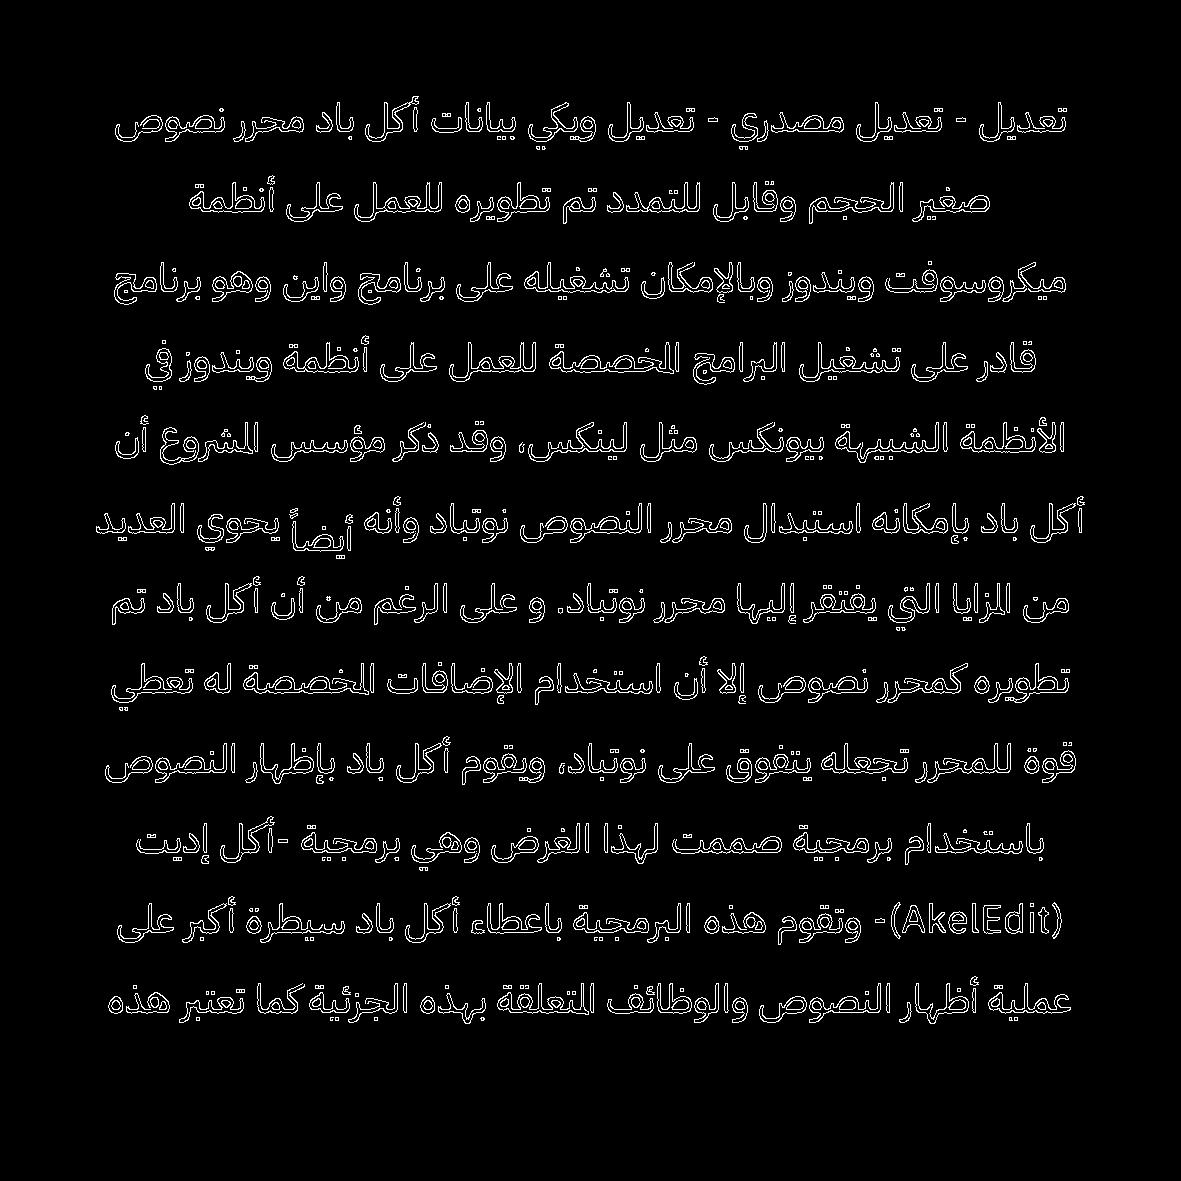 تعديل - تعديل مصدري - تعديل ويكي بيانات أكل باد محرر نصوص
صغير الحجم وقابل للتمدد تم تطويره للعمل على أنظمة
ميكروسوفت ويندوز وبالإمكان تشغيله على برنامج واين وهو برنامج
قادر على تشغيل البرامج المخصصة للعمل على أنظمة ويندوز في
الأنظمة الشبيهة بيونكس مثل لينكس، وقد ذكر مؤسس المشروع أن
أكل باد بإمكانه استبدال محرر النصوص نوتباد وأنه أيضاً يحوي العديد
من المزايا التي يفتقر إليها محرر نوتباد. و على الرغم من أن أكل باد تم
تطويره كمحرر نصوص إلا أن استخدام الإضافات المخصصة له تعطي
قوة للمحرر تجعله يتفوق على نوتباد، ويقوم أكل باد بإظهار النصوص
باستخدام برمجية صممت لهذا الغرض وهي برمجية -أكل إديت
(AkelEdit)- وتقوم هذه البرمجية باعطاء أكل باد سيطرة أكبر على
عملية أظهار النصوص والوظائف المتعلقة بهذه الجزئية كما تعتبر هذه